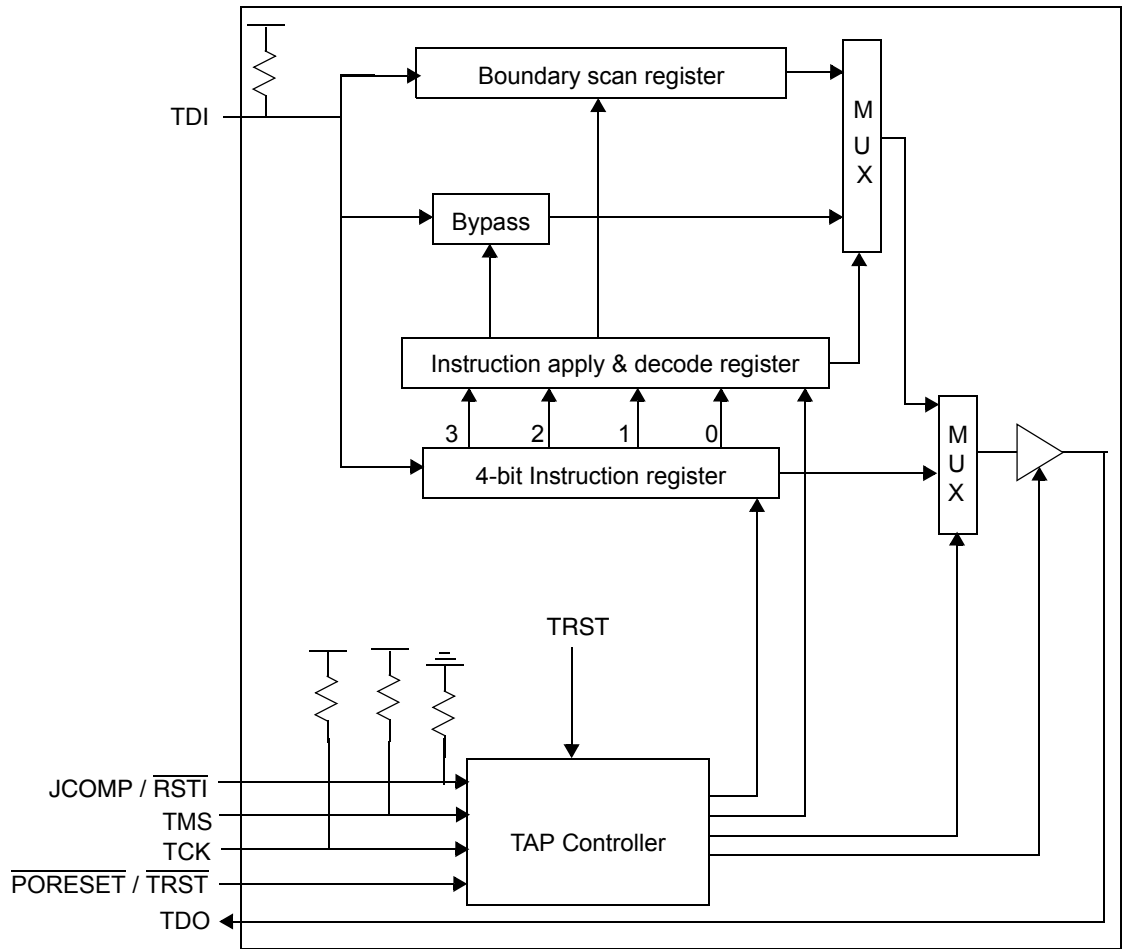 Boundary scan register
M
U
X
TDI
Bypass
Instruction apply & decode register
3 2 1 0
4-bit Instruction register
M
U
X
TRST
JCOMP / RSTI
TMS
TCK
TAP Controller
PORESET / TRST
TDO